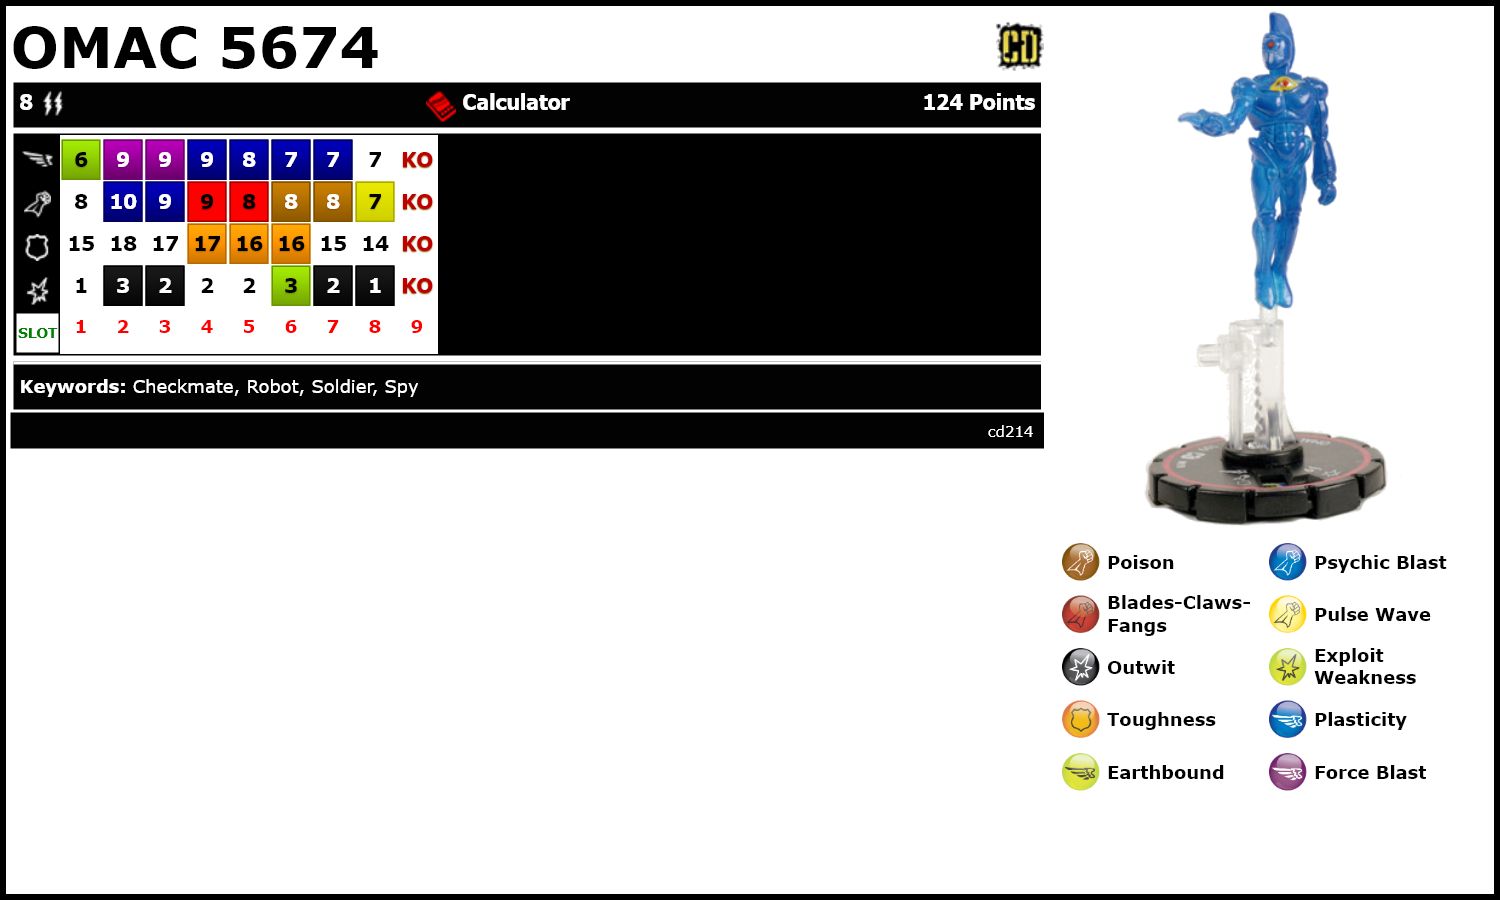 OMAC 5674
CD
8 Calculator 124 Points
6 9 9 9 8 7 7 7 KO
8 10 9 9 8 8 8 7 KO
15 18 17 17 16 16 15 14 KO
1 3 2 2 2 3 2 1 KO
SLOT 1 2 3 4 5 6 7 8 9
Keywords: Checkmate, Robot, Soldier, Spy
cd214
Poison
Psychic Blast
Blades-Claws-
Fangs
Pulse Wave
Outwit
Exploit
Weakness
Toughness
Plasticity
Earthbound
Force Blast